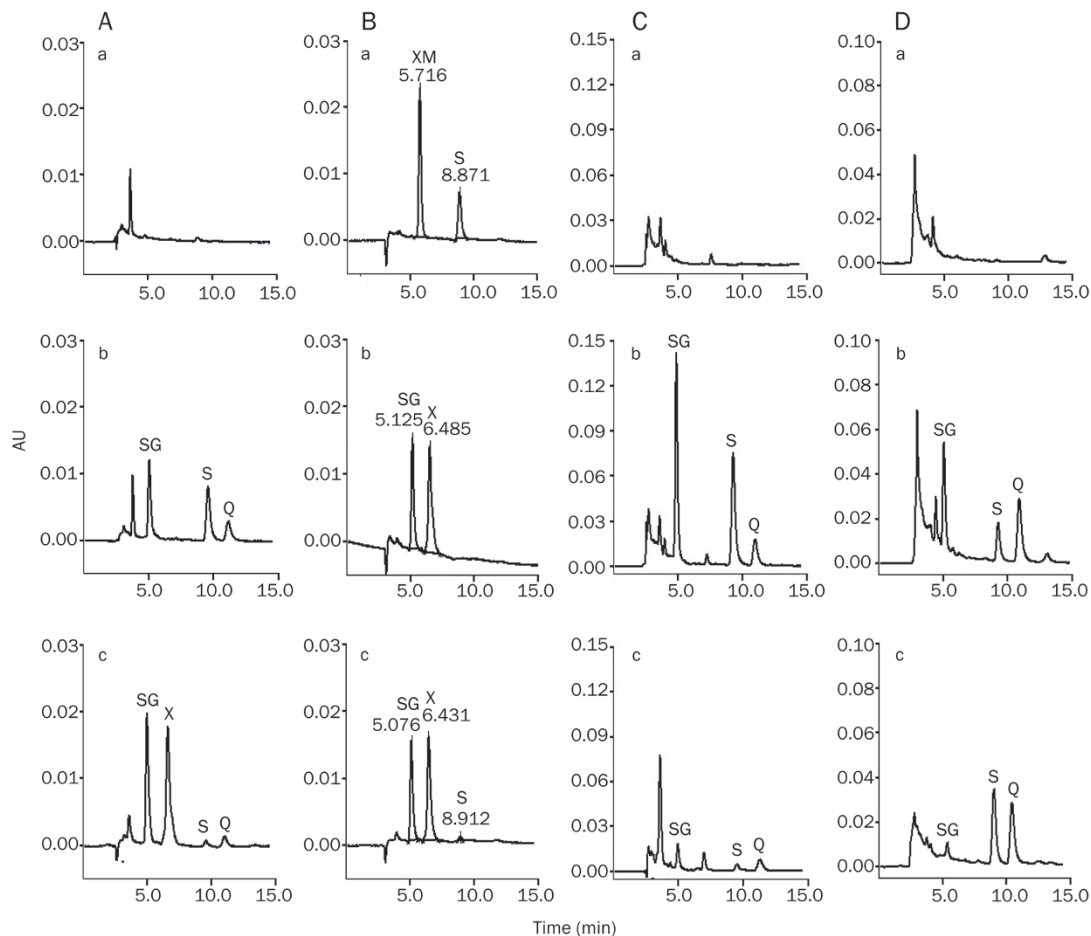 A
B
C
D
a
0.03
0.02
0.01
0.00
5.0 10.0 15.0
a
0.03
0.02
0.01
0.00
XM
5.716
S
8.871
5.0 10.0 15.0
a
0.15
0.12
0.09
0.06
0.03
0.00
5.0 10.0 15.0
a
0.10
0.08
0.06
0.04
0.02
0.00
5.0 10.0 15.0
AU
b
0.03
0.02
0.01
0.00
SG
S
Q
5.0 10.0 15.0
b
0.03
0.02
0.01
0.00
SG
5.125
X
6.485
5.0 10.0 15.0
b
0.15
0.12
0.09
0.06
0.03
0.00
SG
S
Q
5.0 10.0 15.0
b
0.10
0.08
0.06
0.04
0.02
0.00
SG
S
Q
5.0 10.0 15.0
c
0.03
0.02
0.01
0.00
SG
X
S
Q
5.0 10.0 15.0
c
0.03
0.02
0.01
0.00
SG
5.076
X
6.431
S
8.912
5.0 10.0 15.0
c
0.15
0.12
0.09
0.06
0.03
0.00
SG
S
Q
5.0 10.0 15.0
c
0.10
0.08
0.06
0.04
0.02
0.00
SG
S
Q
5.0 10.0 15.0
Time (min)